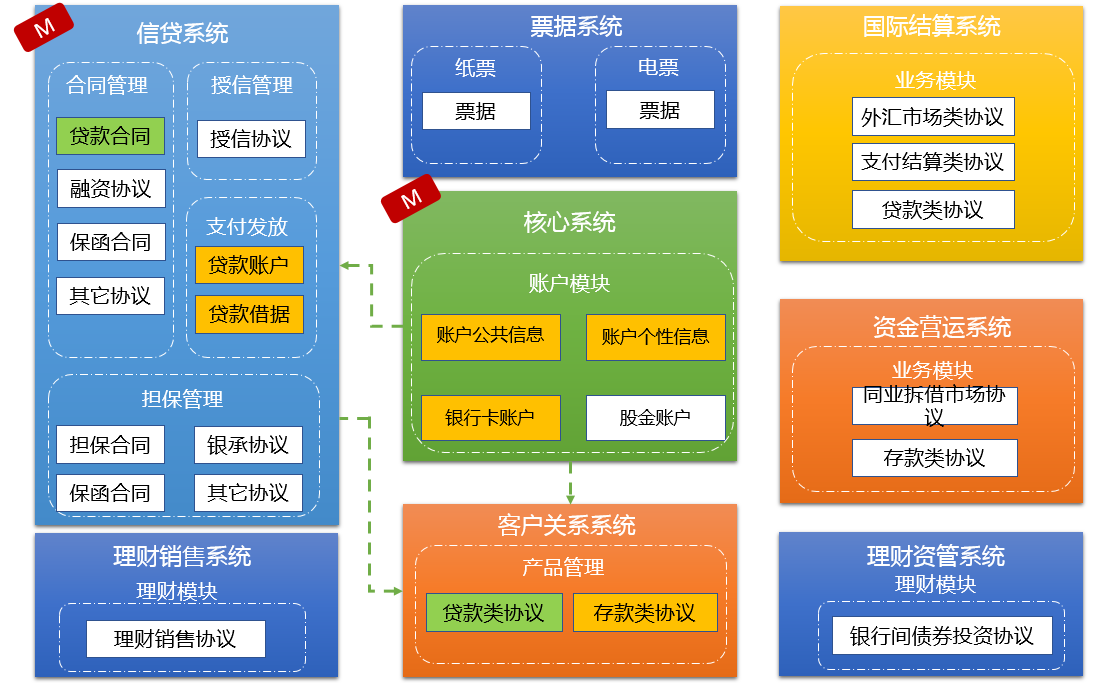 M
信贷系统
合同管理
贷款合同
融资协议
保函合同
其它协议
授信管理
授信协议
支付发放
贷款账户
贷款借据
担保管理
担保合同
银承协议
保函合同
其它协议
理财销售系统
理财模块
理财销售协议
票据系统
纸票
票据
电票
票据
M
核心系统
账户模块
账户公共信息
账户个性信息
银行卡账户
股金账户
客户关系系统
产品管理
贷款类协议
存款类协议
国际结算系统
业务模块
外汇市场类协议
支付结算类协议
贷款类协议
资金营运系统
业务模块
同业拆借市场协
议
存款类协议
理财资管系统
理财模块
银行间债券投资协议